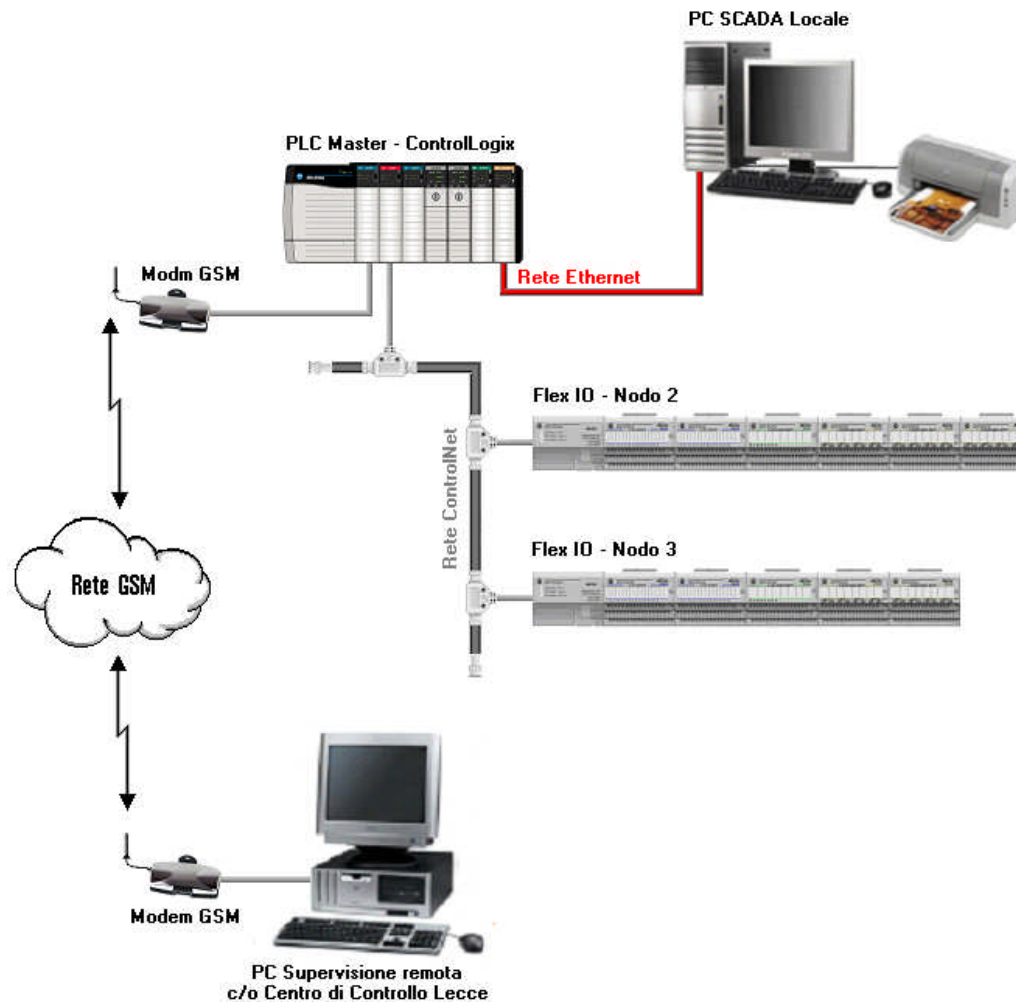 PC SCADA Locale
PLC Master - ControlLogix
Modm GSM
Rete Ethernet
Flex IO - Nodo 2
Rete ControlNet
Flex IO - Nodo 3
Rete GSM
Modem GSM
PC Supervisione remota
c/o Centro di Controllo Lecce